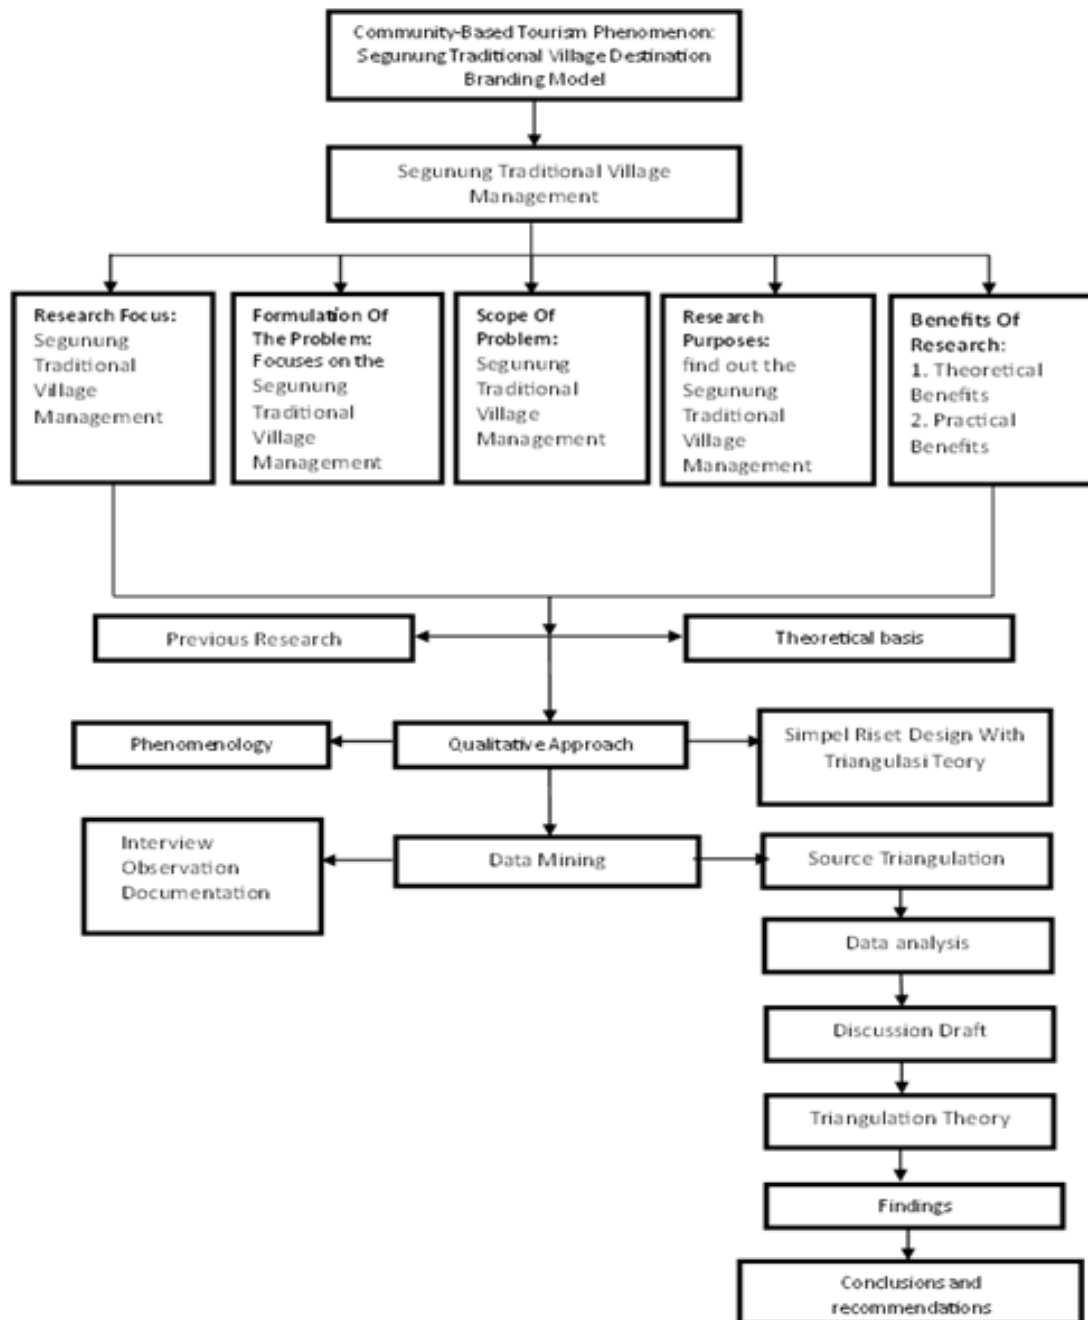 Community-Based Tourism Phenomenon:
Segunung Traditional Village Destination
Branding Model
Segunung Traditional Village
Management
Research Focus:
Segunung
Traditional
Village
Management
Formulation Of
The Problem:
Focuses on the
Segunung
Traditional
Village
Management
Scope Of
Problem:
Segunung
Traditional
Village
Management
Research
Purposes:
find out the
Segunung
Traditional
Village
Management
Benefits Of
Research:
1. Theoretical
Benefits
2. Practical
Benefits
Previous Research
Theoretical basis
Phenomenology
Qualitative Approach
Simpel Riset Design With
Triangulasi Teory
Interview
Observation
Documentation
Data Mining
Source Triangulation
Data analysis
Discussion Draft
Triangulation Theory
Findings
Conclusions and
recommendations